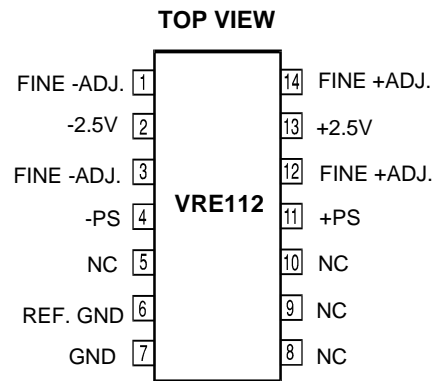 TOP VIEW
FINE -ADJ. 1 14 FINE +ADJ.
-2.5V 2 13 +2.5V
FINE -ADJ. 3 12 FINE +ADJ.
-PS 4 VRE112 11 +PS
NC 5 10 NC
REF. GND 6 9 NC
GND 7 8 NC